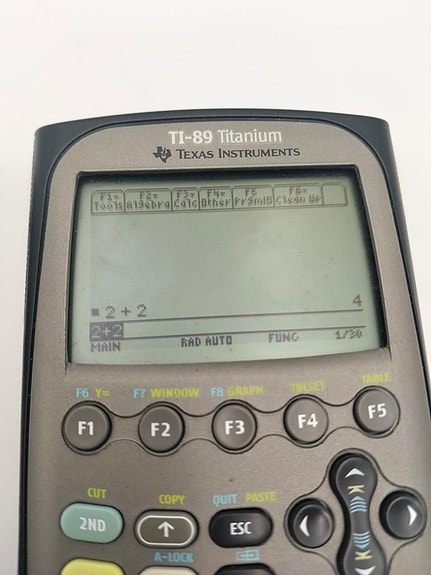 TI-89 Titanium
TEXAS INSTRUMENTS
F1 F2 F3 F4 F5 F6
Tools Algebra Calc Other PrgmIO Clean Up
2 + 2 4
2+2
MAIN RAD AUTO FUNC 1/30
F6 Y= F7 WINDOW F8 GRAPH TBLSET TABLE
F1 F2 F3 F4 F5
CUT COPY QUIT PASTE
2ND ↑ ESC
A-LOCK